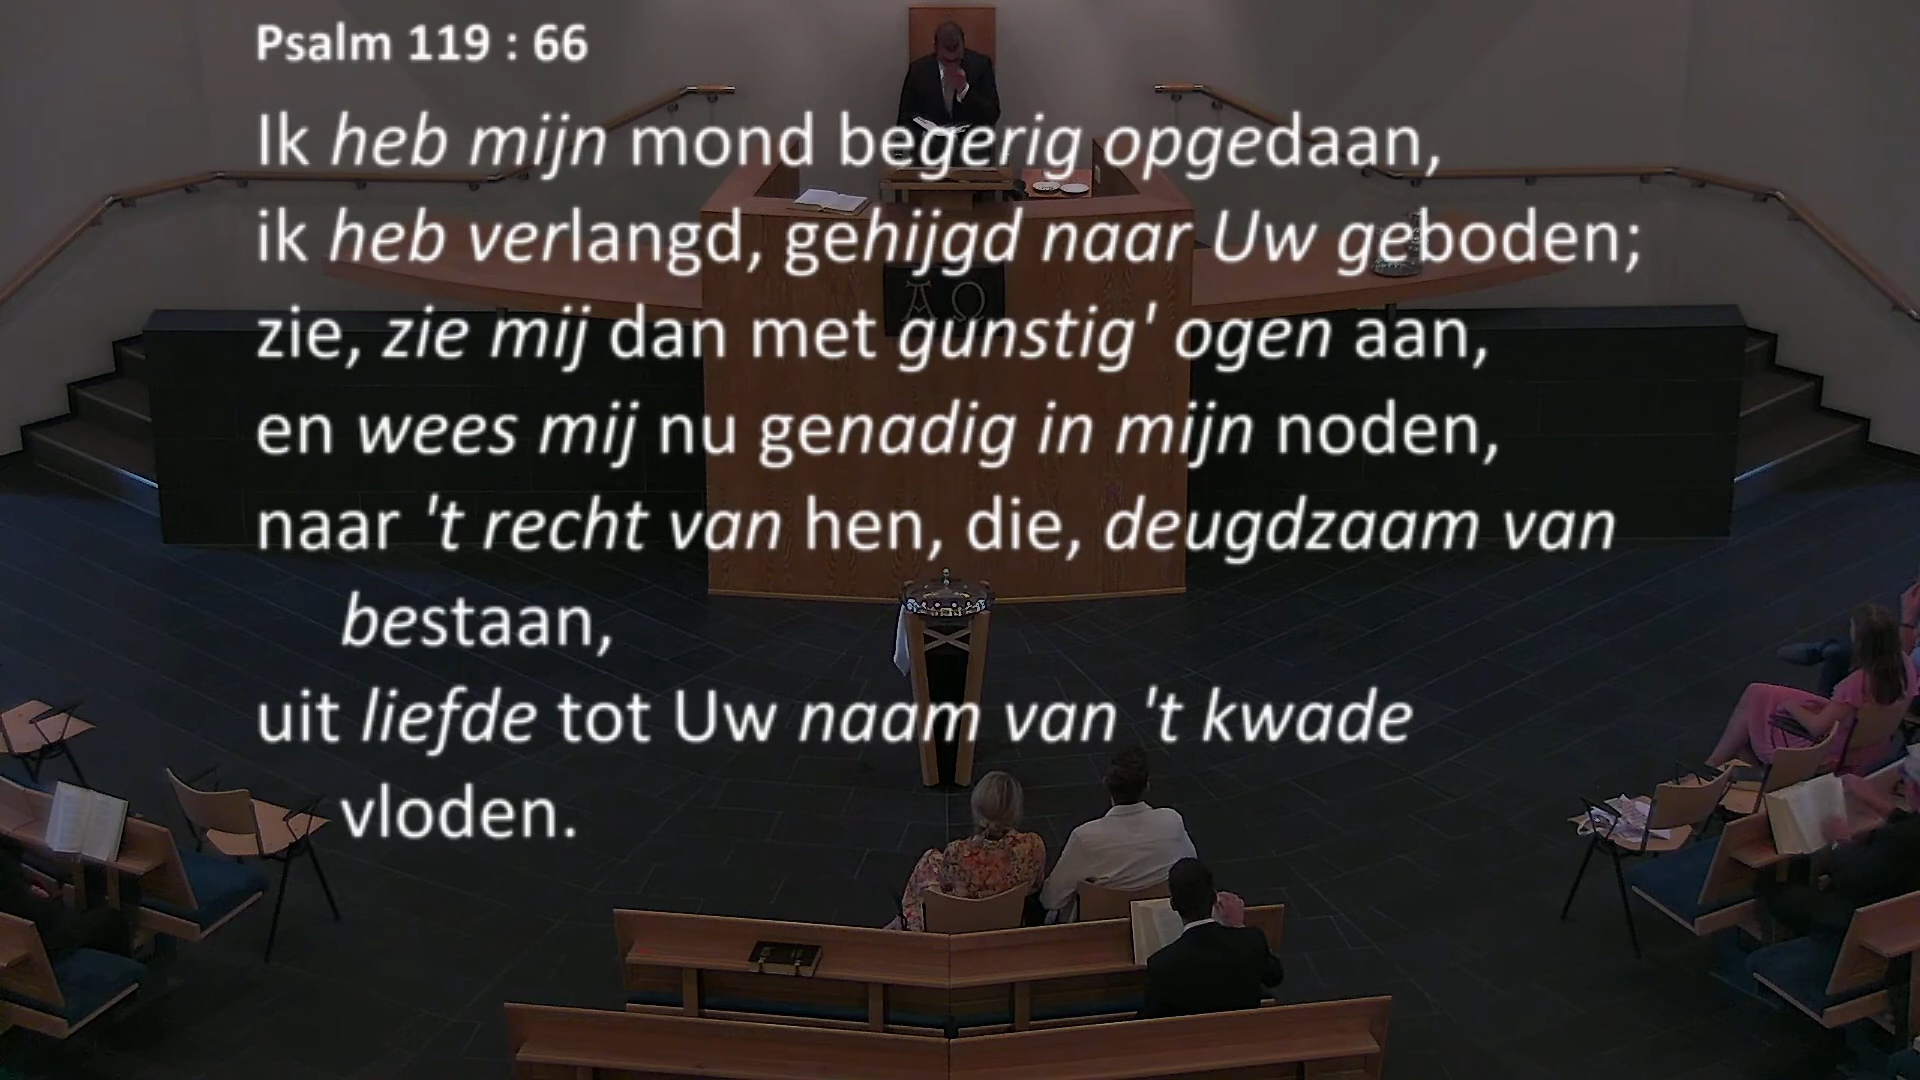 Psalm 119 : 66
Ik heb mijn mond begerig opgedaan,
ik heb verlangd, gehijgd naar Uw geboden;
zie, zie mij dan met gunstig' ogen aan,
en wees mij nu genadig in mijn noden,
naar 't recht van hen, die, deugdzaam van
bestaan,
uit liefde tot Uw naam van 't kwade
vloden.
Α Ω